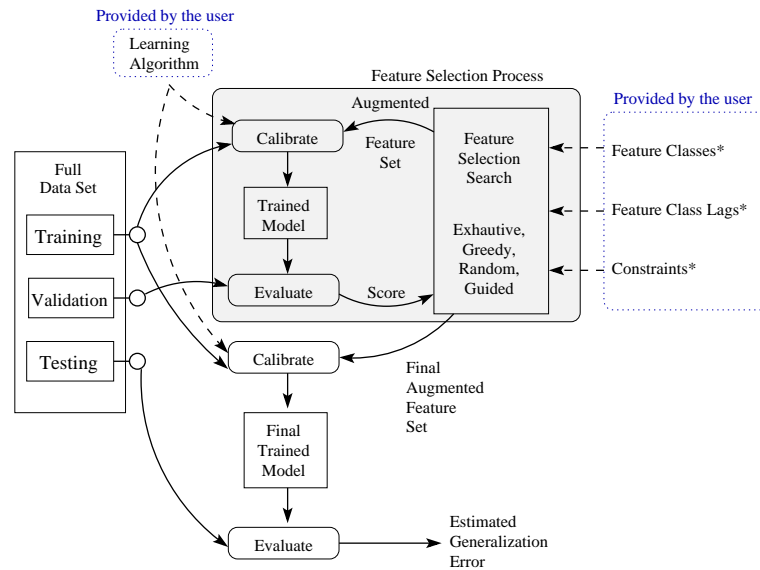 Provided by the user
Learning
Algorithm
Feature Selection Process
Provided by the user
Augmented
Calibrate
Feature
Set
Feature
Selection
Search
Feature Classes*
Full
Data Set
Trained
Model
Feature Class Lags*
Training
Exhautive,
Greedy,
Random,
Guided
Constraints*
Validation
Evaluate
Score
Testing
Calibrate
Final
Augmented
Feature
Set
Final
Trained
Model
Evaluate
Estimated
Generalization
Error